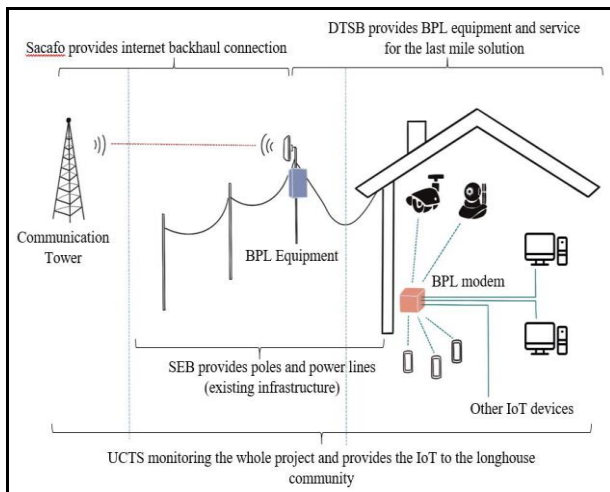 Sacafo provides internet backhaul connection
DTSB provides BPL equipment and service
for the last mile solution
Communication
Tower
BPL Equipment
BPL modem
SEB provides poles and power lines
(existing infrastructure)
Other IoT devices
UCTS monitoring the whole project and provides the IoT to the longhouse
community